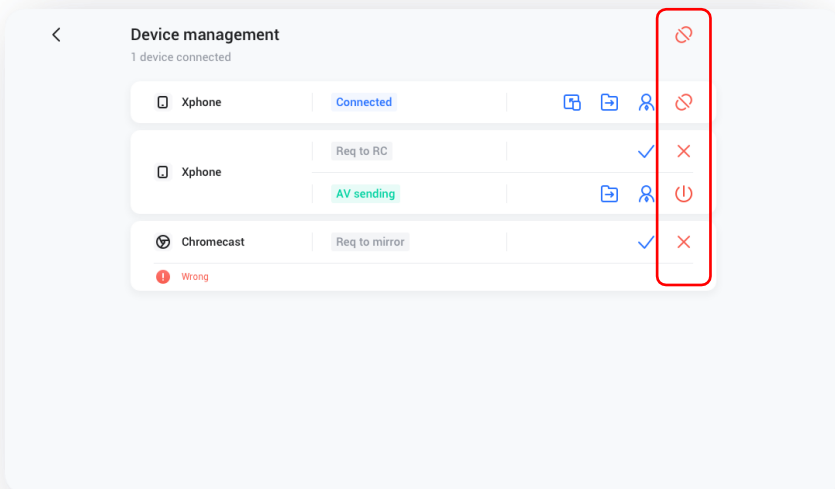 Device management
1 device connected
Xphone
Connected
Xphone
Req to RC
AV sending
Chromecast
Req to mirror
Wrong